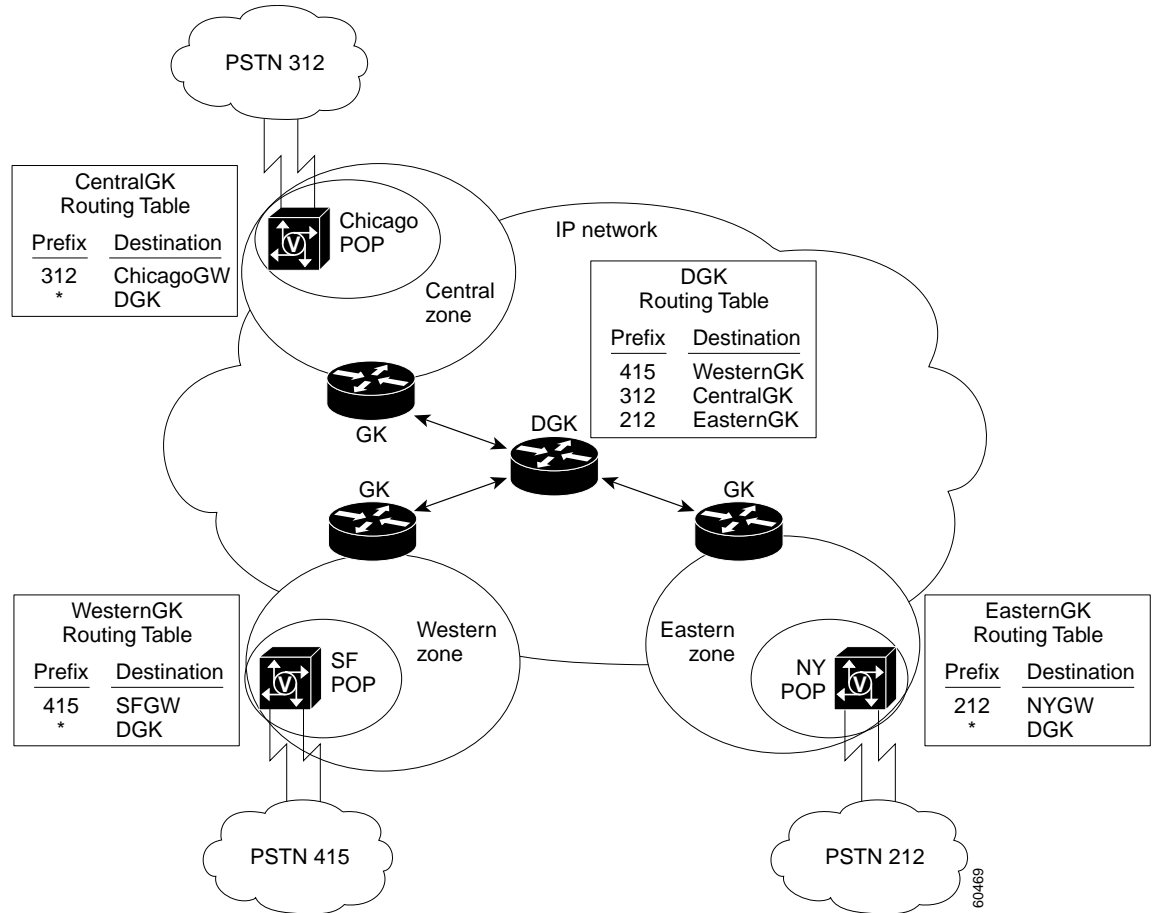 PSTN 312
CentralGK
Routing Table
Prefix Destination
312 ChicagoGW
* DGK
V
Chicago
POP
Central
zone
IP network
DGK
Routing Table
Prefix Destination
415 WesternGK
312 CentralGK
212 EasternGK
GK
DGK
GK
GK
WesternGK
Routing Table
Prefix Destination
415 SFGW
* DGK
V
SF
POP
Western
zone
Eastern
zone
NY
POP
V
EasternGK
Routing Table
Prefix Destination
212 NYGW
* DGK
PSTN 415
PSTN 212
60469